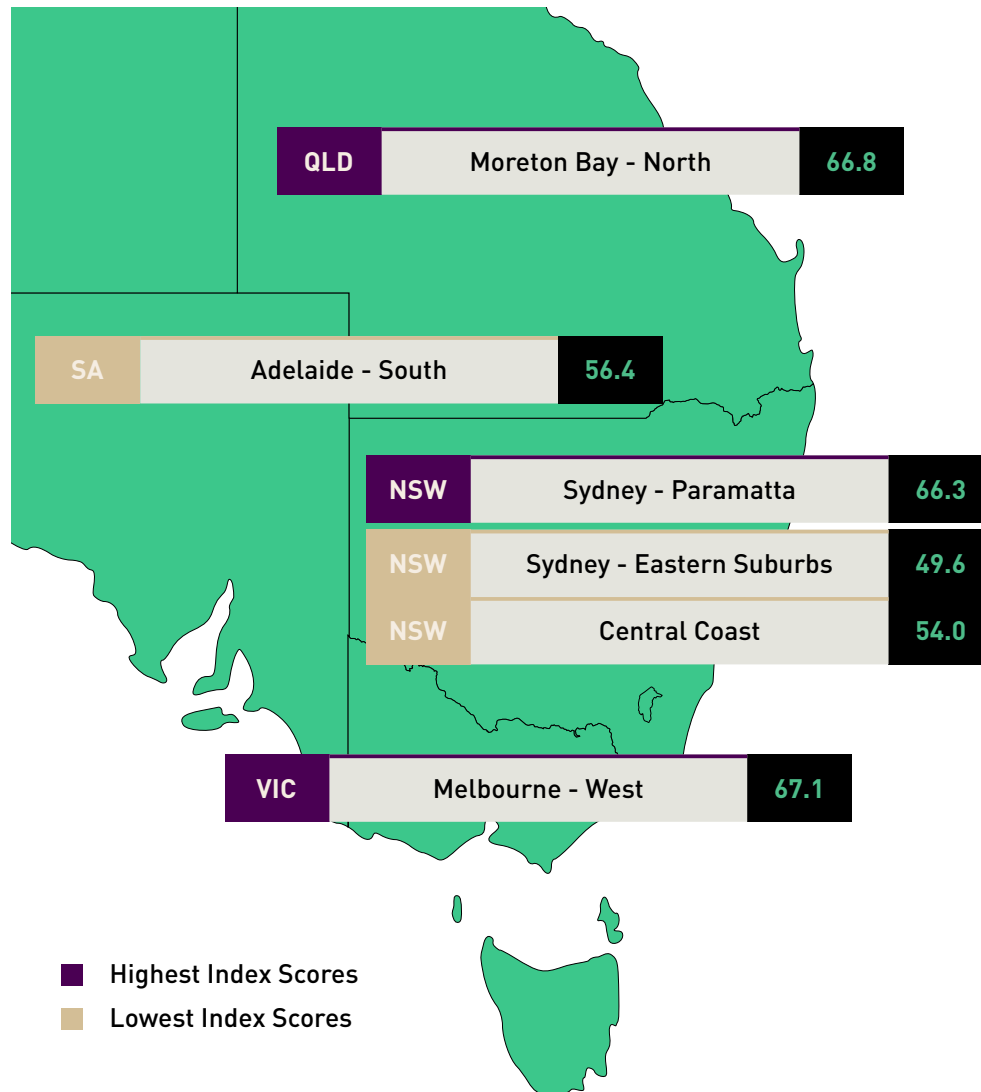 QLD Moreton Bay - North 66.8
SA Adelaide - South 56.4
NSW Sydney - Paramatta 66.3
NSW Sydney - Eastern Suburbs 49.6
NSW Central Coast 54.0
VIC Melbourne - West 67.1
Highest Index Scores
Lowest Index Scores